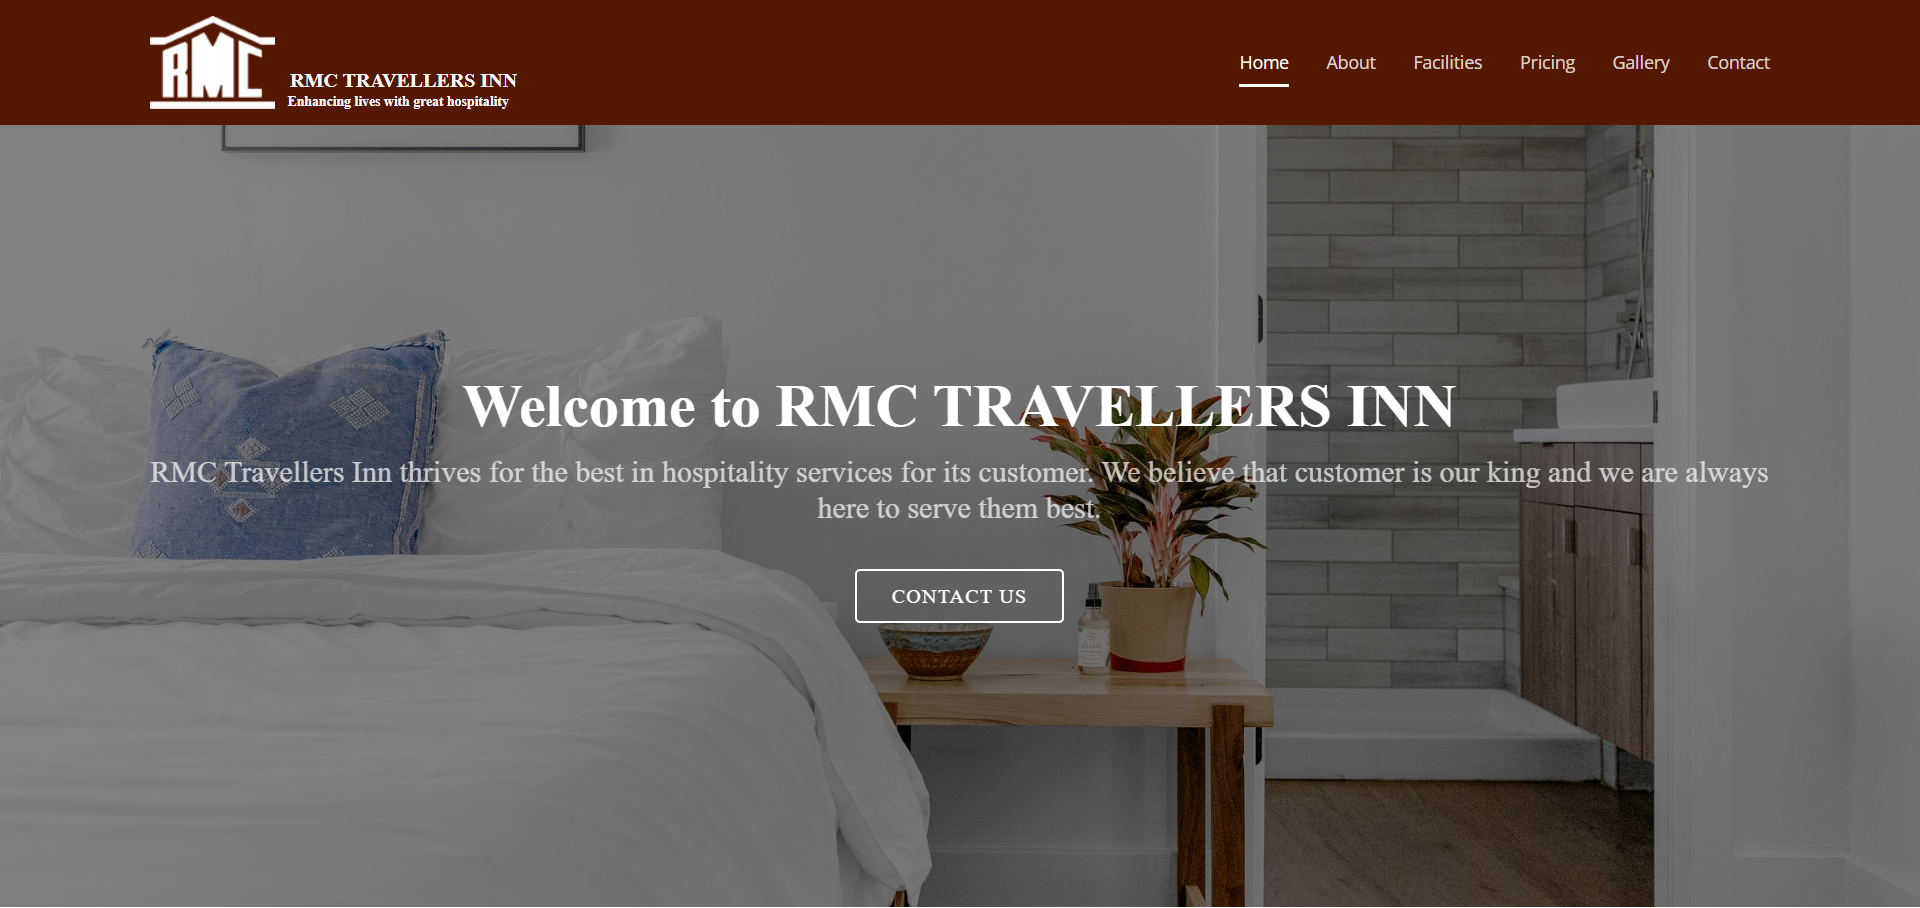 RMC
RMC TRAVELLERS INN
Enhancing lives with great hospitality
Home
About
Facilities
Pricing
Gallery
Contact
Welcome to RMC TRAVELLERS INN
RMC Travellers Inn thrives for the best in hospitality services for its customer. We believe that customer is our king and we are always
here to serve them best.
CONTACT US